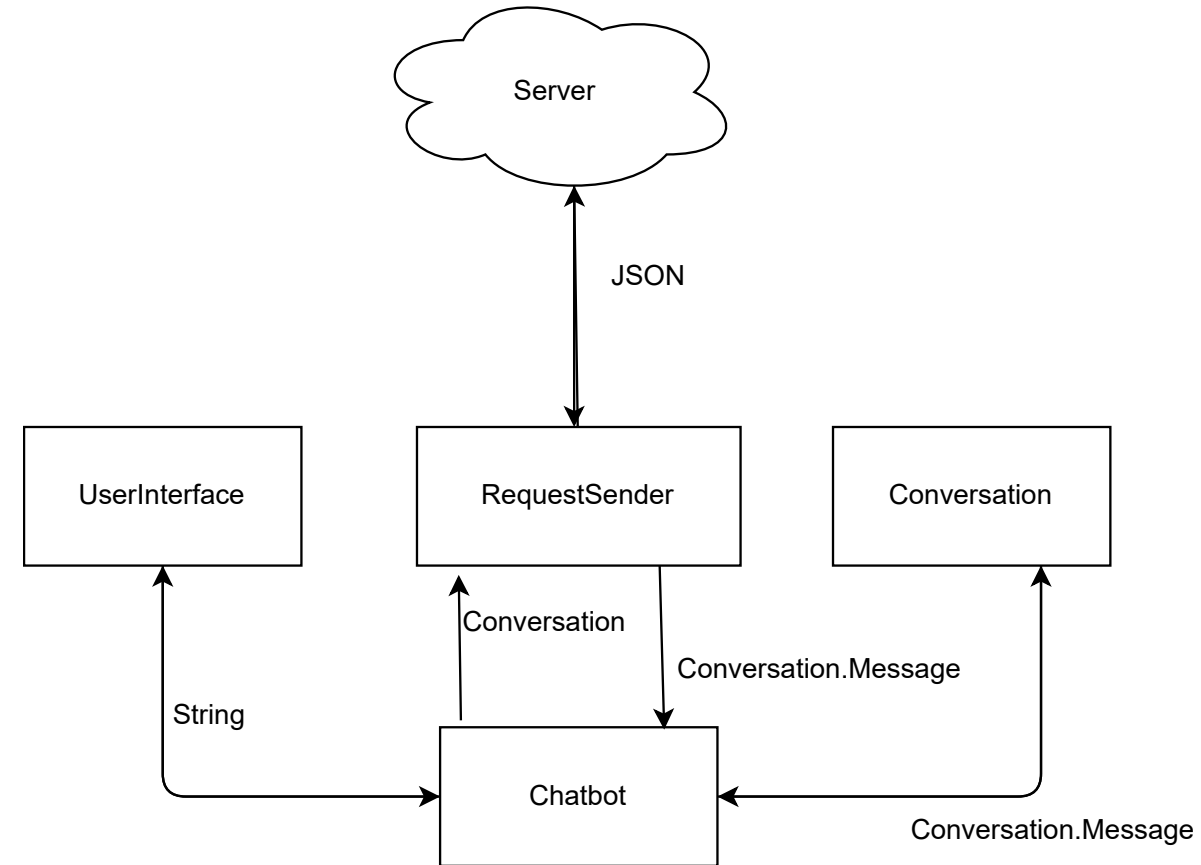 Server
JSON
UserInterface
RequestSender
Conversation
Conversation
Conversation.Message
String
Chatbot
Conversation.Message